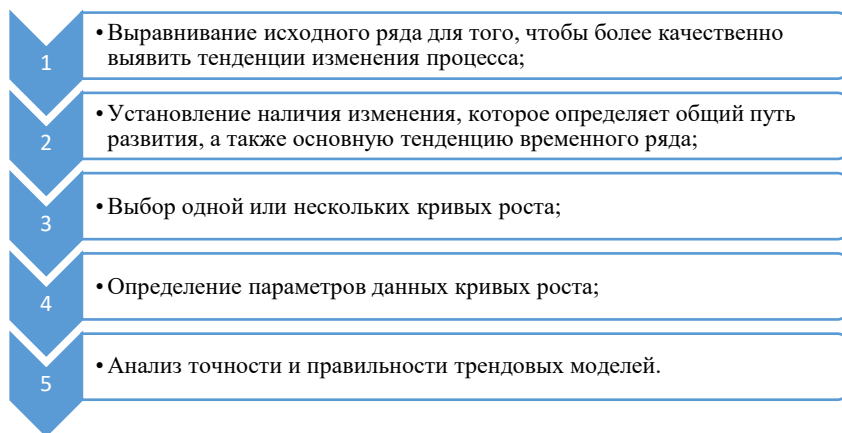 1
• Выравнивание исходного ряда для того, чтобы более качественно
выявить тенденции изменения процесса;
2
• Установление наличия изменения, которое определяет общий путь
развития, а также основную тенденцию временного ряда;
3
• Выбор одной или нескольких кривых роста;
4
• Определение параметров данных кривых роста;
5
• Анализ точности и правильности трендовых моделей.